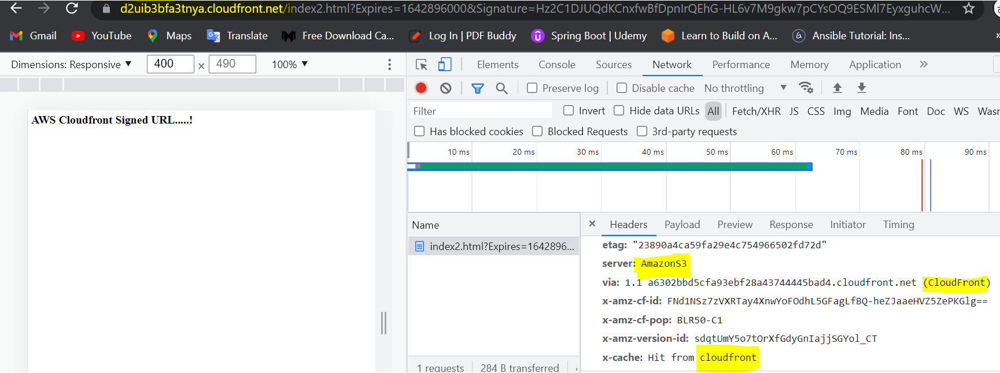 d2uib3bfa3tnya.cloudfront.net/index2.html?Expires=1642896000&Signature=Hz2C1DJUQdKCnxfwBfDpnIrQEhG-HL6v7M9gkw7pCYsOQ9ESMl7EyxguhcW...
Gmail YouTube Maps Translate Free Download Ca... Log In | PDF Buddy Spring Boot | Udemy Learn to Build on A... Ansible Tutorial: Ins... »
Dimensions: Responsive ▼ 400 × 490 100% ▼
Elements Console Sources Network Performance Memory Application »
Preserve log Disable cache No throttling ▼
Filter Invert Hide data URLs All Fetch/XHR JS CSS Img Media Font Doc WS Wasm
Has blocked cookies Blocked Requests 3rd-party requests
10 ms 20 ms 30 ms 40 ms 50 ms 60 ms 70 ms 80 ms 90 ms
AWS Cloudfront Signed URL.....!
Name
index2.html?Expires=1642896...
1 requests 284 B transferred
× Headers Payload Preview Response Initiator Timing
etag: "23890a4ca59fa29e4c754966502fd72d"
server: AmazonS3
via: 1.1 a6302bbd5cfa93ebf28a43744445bad4.cloudfront.net (CloudFront)
x-amz-cf-id: FNd1NSz7zVXRTay4XnwYoFOdhL5GFagLfBQ-heZJaaeHVZ5ZePKGlg==
x-amz-cf-pop: BLR50-C1
x-amz-version-id: sdqtUmY5o7tOrXfGdyGnIajjSGYol_CT
x-cache: Hit from cloudfront